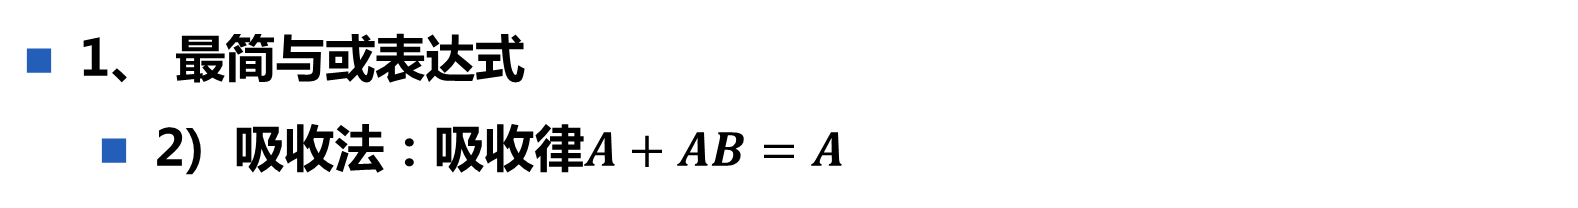 1、 最简与或表达式
2) 吸收法：吸收律A + AB = A